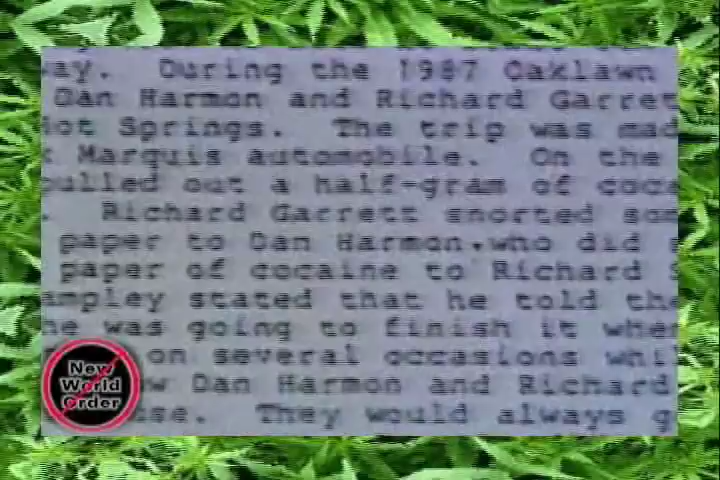 ay. During the 1987 Oaklawn
Dan Harmon and Richard Garret
Hot Springs. The trip was mad
Marquis automobile. On the
pulled out a half-gram of coca
. Richard Garrett snorted som
paper to Dan Harmon, who did
paper of cocaine to Richard S
ampley stated that he told the
he was going to finish it when
on several occasions whi
w Dan Harmon and Richard
use. They would always g
New
World
Order